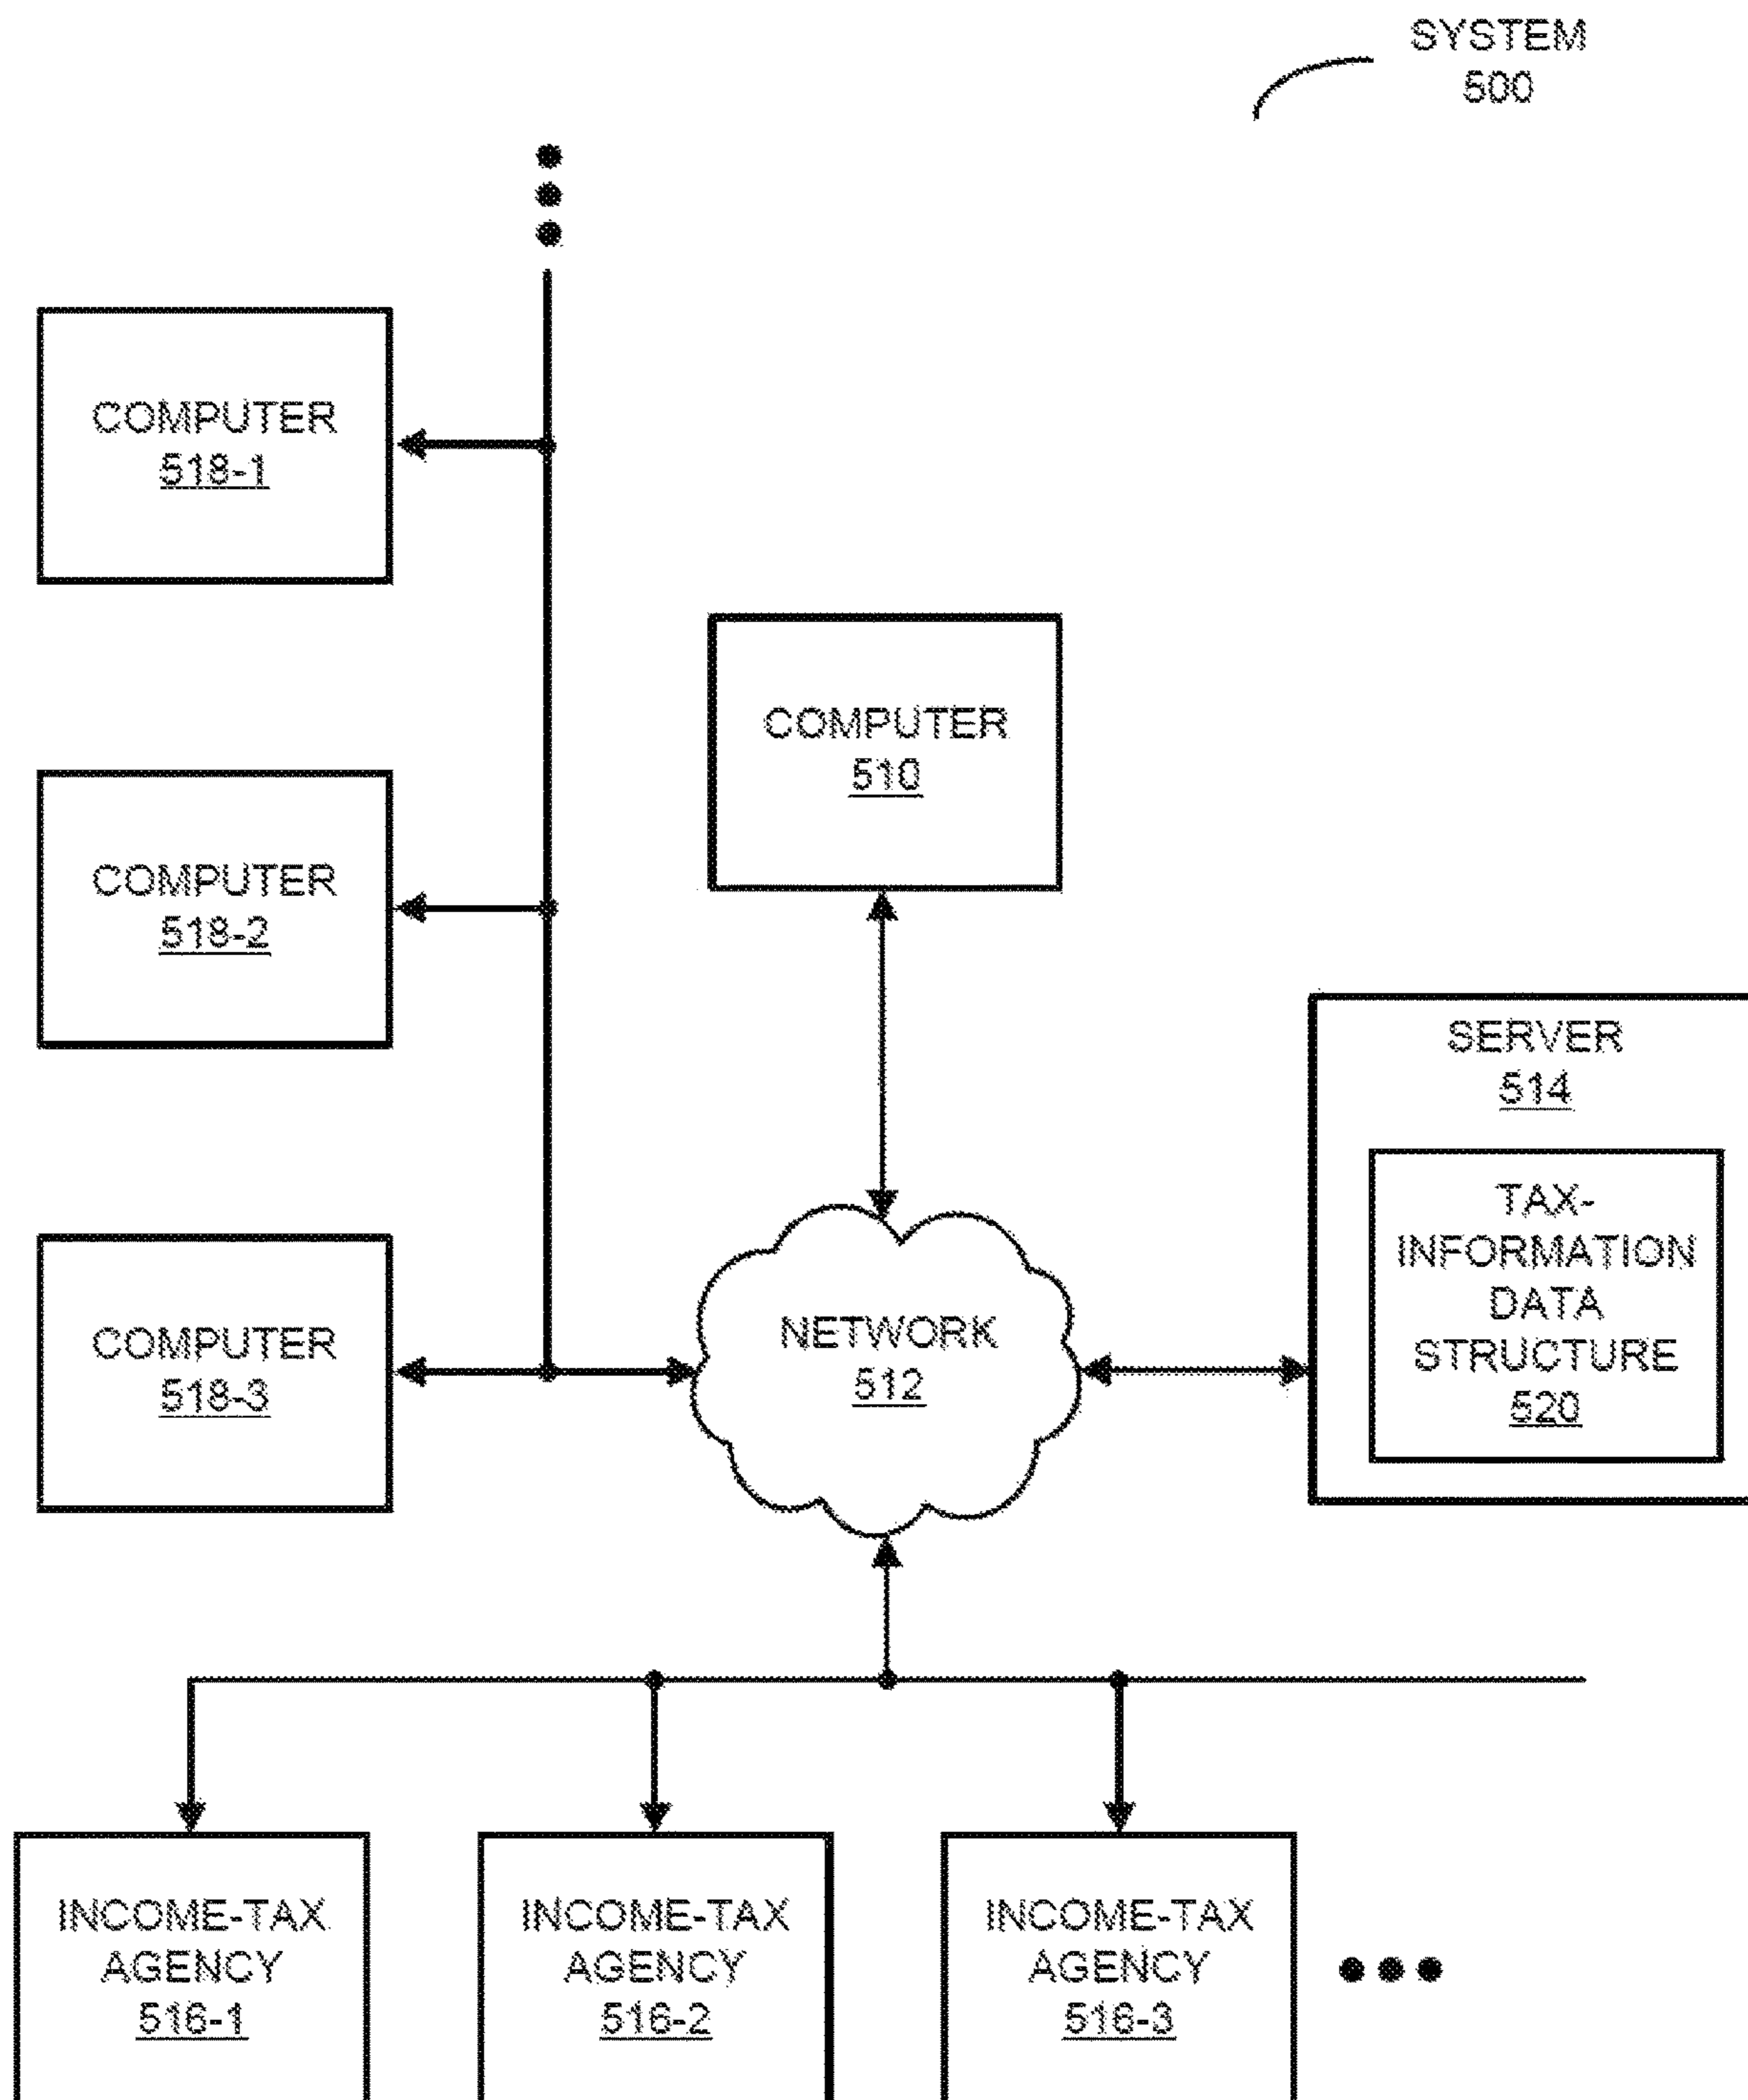 SYSTEM
500
COMPUTER
518-1
COMPUTER
510
COMPUTER
518-2
SERVER
514
TAX-
INFORMATION
DATA
STRUCTURE
520
COMPUTER
518-3
NETWORK
512
INCOME-TAX
AGENCY
516-1
INCOME-TAX
AGENCY
516-2
INCOME-TAX
AGENCY
516-3